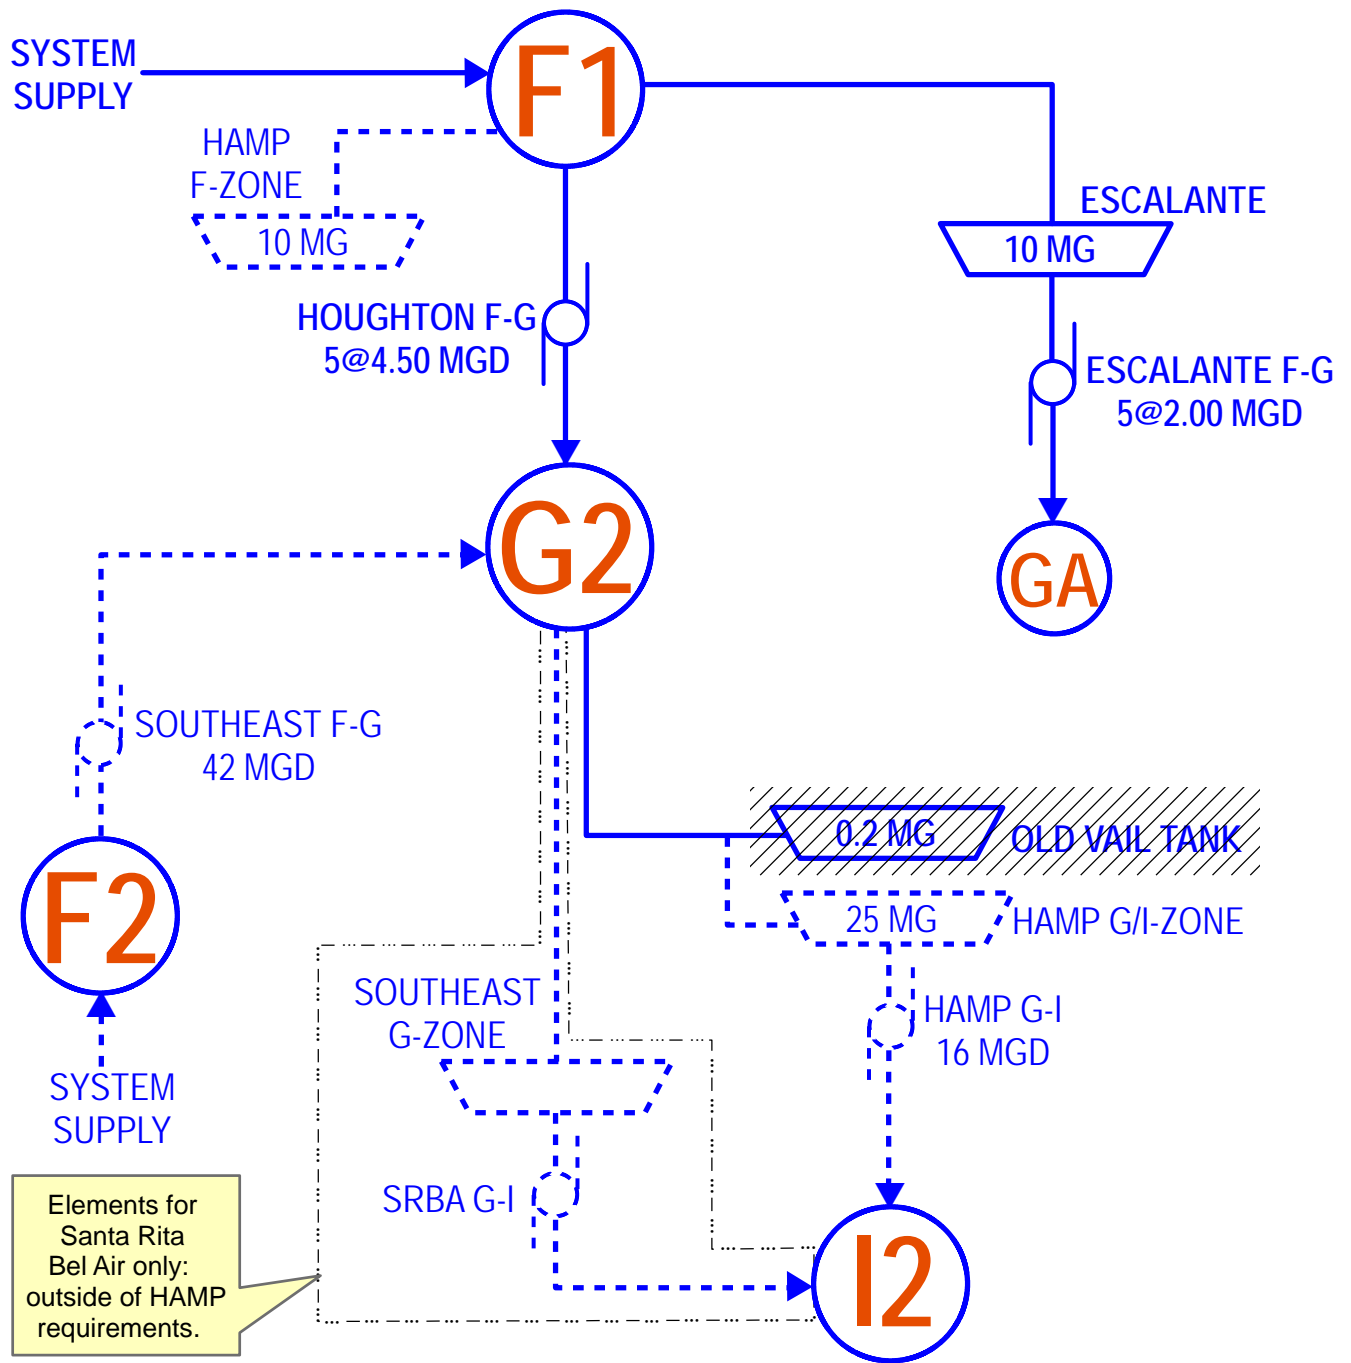 SYSTEM
SUPPLY
F1
HAMP
F-ZONE
10 MG
ESCALANTE
10 MG
HOUGHTON F-G
5@4.50 MGD
ESCALANTE F-G
5@2.00 MGD
G2
GA
SOUTHEAST F-G
42 MGD
0.2 MG
OLD VAIL TANK
F2
25 MG
HAMP G/I-ZONE
SOUTHEAST
G-ZONE
HAMP G-I
16 MGD
SYSTEM
SUPPLY
SRBA G-I
Elements for
Santa Rita
Bel Air only:
outside of HAMP
requirements.
I2